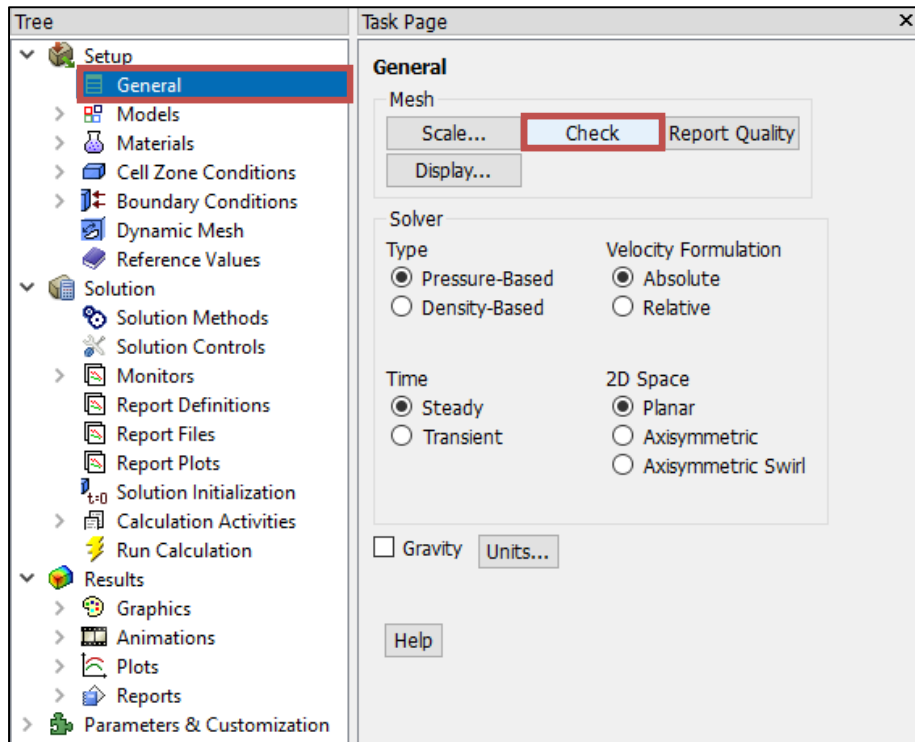 Tree
Setup
General
Models
Materials
Cell Zone Conditions
Boundary Conditions
Dynamic Mesh
Reference Values
Solution
Solution Methods
Solution Controls
Monitors
Report Definitions
Report Files
Report Plots
t=0 Solution Initialization
Calculation Activities
Run Calculation
Results
Graphics
Animations
Plots
Reports
Parameters & Customization
Task Page
General
Mesh
Scale... Check Report Quality
Display...
Solver
Type Velocity Formulation
Pressure-Based Absolute
Density-Based Relative
Time 2D Space
Steady Planar
Transient Axisymmetric
Axisymmetric Swirl
Gravity Units...
Help